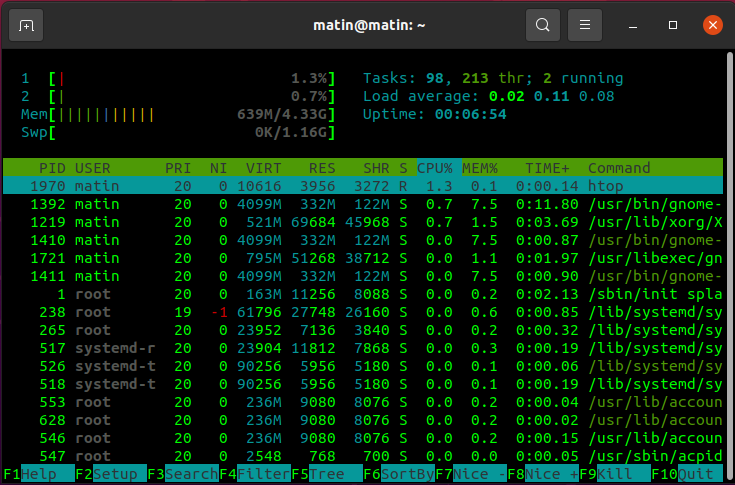 matin@matin: ~
1 [| 1.3%] Tasks: 98, 213 thr; 2 running
2 [| 0.7%] Load average: 0.02 0.11 0.08
Mem[||||||||||| 639M/4.33G] Uptime: 00:06:54
Swp[ 0K/1.16G]
PID USER PRI NI VIRT RES SHR S CPU% MEM% TIME+ Command
1970 matin 20 0 10616 3956 3272 R 1.3 0.1 0:00.14 htop
1392 matin 20 0 4099M 332M 122M S 0.7 7.5 0:11.80 /usr/bin/gnome-
1219 matin 20 0 521M 69684 45968 S 0.7 1.5 0:03.69 /usr/lib/xorg/X
1410 matin 20 0 4099M 332M 122M S 0.0 7.5 0:00.87 /usr/bin/gnome-
1721 matin 20 0 795M 51268 38712 S 0.0 1.1 0:01.97 /usr/libexec/gn
1411 matin 20 0 4099M 332M 122M S 0.0 7.5 0:00.90 /usr/bin/gnome-
1 root 20 0 163M 11256 8088 S 0.0 0.2 0:02.13 /sbin/init spla
238 root 19 -1 61796 27748 26160 S 0.0 0.6 0:00.85 /lib/systemd/sy
265 root 20 0 23952 7136 3840 S 0.0 0.2 0:00.32 /lib/systemd/sy
517 systemd-r 20 0 23904 11812 7868 S 0.0 0.3 0:00.19 /lib/systemd/sy
526 systemd-t 20 0 90256 5956 5180 S 0.0 0.1 0:00.06 /lib/systemd/sy
518 systemd-t 20 0 90256 5956 5180 S 0.0 0.1 0:00.19 /lib/systemd/sy
553 root 20 0 236M 9080 8076 S 0.0 0.2 0:00.04 /usr/lib/accoun
628 root 20 0 236M 9080 8076 S 0.0 0.2 0:00.02 /usr/lib/accoun
546 root 20 0 236M 9080 8076 S 0.0 0.2 0:00.15 /usr/lib/accoun
547 root 20 0 2548 768 700 S 0.0 0.0 0:00.05 /usr/sbin/acpid
F1Help F2Setup F3SearchF4FilterF5Tree F6SortByF7Nice -F8Nice +F9Kill F10Quit